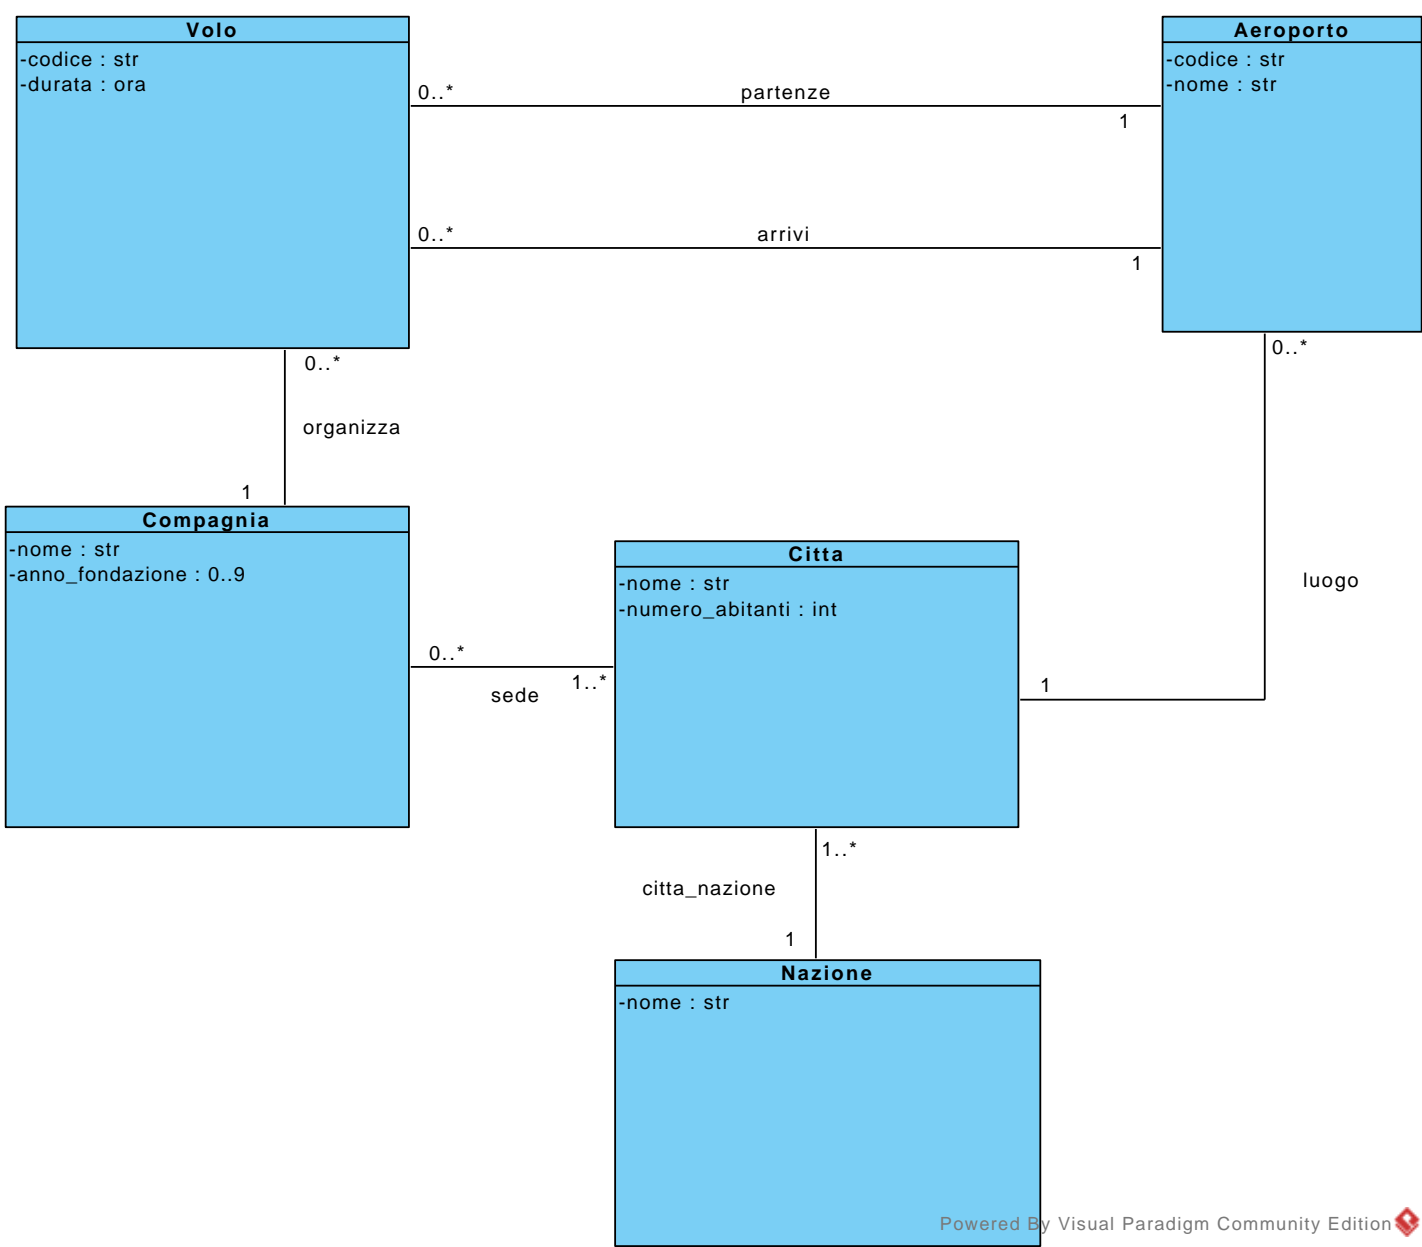 Volo
-codice : str
-durata : ora
Aeroporto
-codice : str
-nome : str
0..*
partenze
1
0..*
arrivi
1
0..*
organizza
1
0..*
luogo
1
Compagnia
-nome : str
-anno_fondazione : 0..9
Citta
-nome : str
-numero_abitanti : int
0..*
sede
1..*
1..*
citta_nazione
1
Nazione
-nome : str
Powered By Visual Paradigm Community Edition